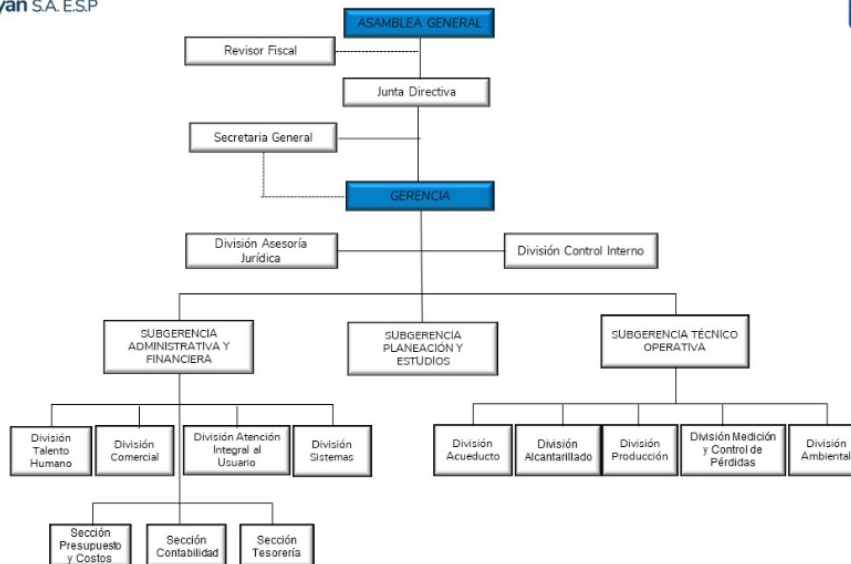 yán S.A. E.S.P
ASAMBLEA GENERAL
Revisor Fiscal
Junta Directiva
Secretaria General
GERENCIA
División Asesoría
Jurídica
División Control Interno
SUBGERENCIA
ADMINISTRATIVA Y
FINANCIERA
SUBGERENCIA
PLANEACIÓN Y
ESTUDIOS
SUBGERENCIA TÉCNICO
OPERATIVA
División
Talento
Humano
División
Comercial
División Atención
Integral al
Usuario
División
Sistemas
División
Acueducto
División
Alcantarillado
División
Producción
División Medición
y Control de
Pérdidas
División
Ambiental
Sección
Presupuesto
y Costos
Sección
Contabilidad
Sección
Tesorería